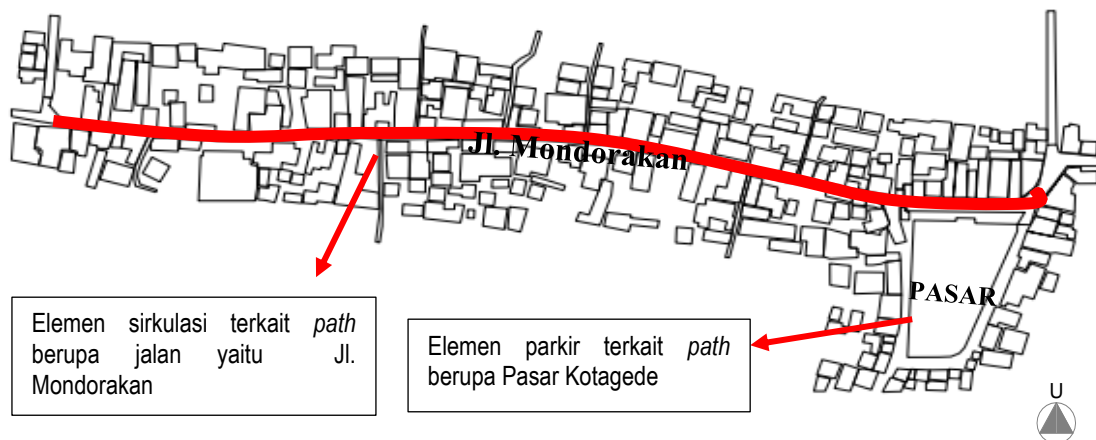 Jl. Mondorakan
PASAR
Elemen sirkulasi terkait path
berupa jalan yaitu Jl.
Mondorakan
Elemen parkir terkait path
berupa Pasar Kotagede
U